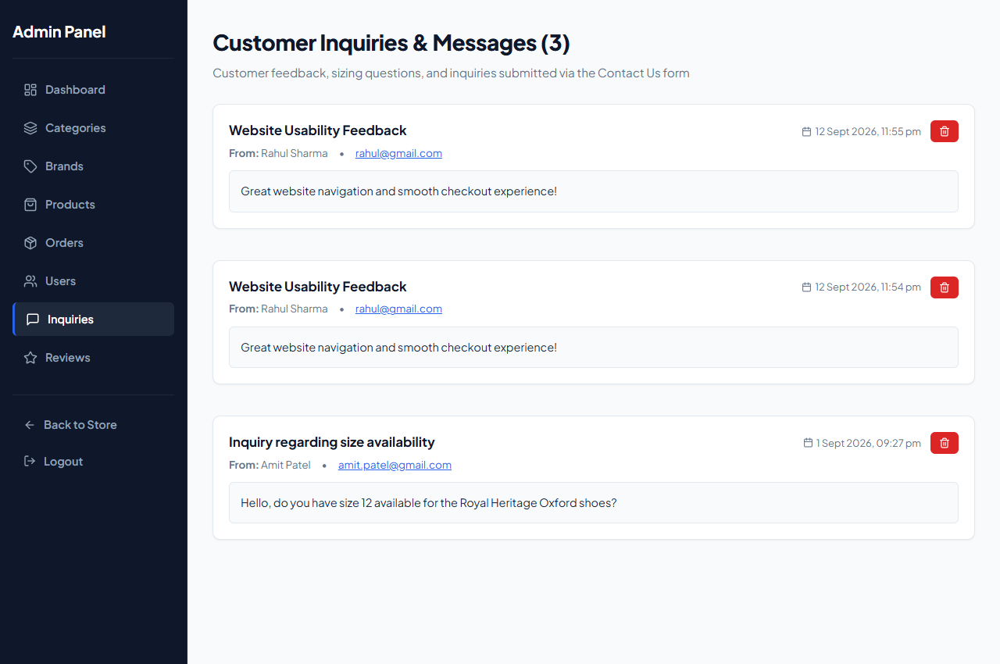 Admin Panel
Dashboard
Categories
Brands
Products
Orders
Users
Inquiries
Reviews
Back to Store
Logout
Customer Inquiries & Messages (3)
Customer feedback, sizing questions, and inquiries submitted via the Contact Us form
Website Usability Feedback
12 Sept 2026, 11:55 pm
From: Rahul Sharma • rahul@gmail.com
Great website navigation and smooth checkout experience!
Website Usability Feedback
12 Sept 2026, 11:54 pm
From: Rahul Sharma • rahul@gmail.com
Great website navigation and smooth checkout experience!
Inquiry regarding size availability
1 Sept 2026, 09:27 pm
From: Amit Patel • amit.patel@gmail.com
Hello, do you have size 12 available for the Royal Heritage Oxford shoes?